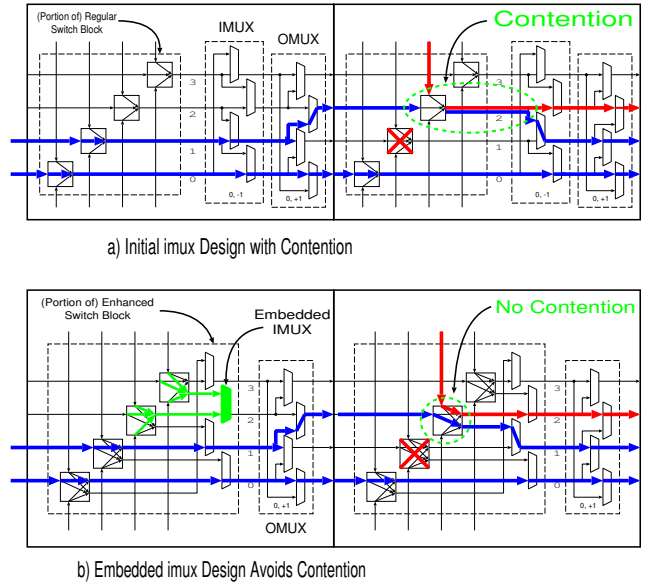 (Portion of) Regular
Switch Block
IMUX
OMUX
Contention
3
2
1
0
0, -1
0, +1
3
2
1
0
0, -1
0, +1
a) Initial imux Design with Contention
(Portion of) Enhanced
Switch Block
Embedded
IMUX
No Contention
3
2
1
0
0, +1
OMUX
3
2
1
0
0, +1
b) Embedded imux Design Avoids Contention